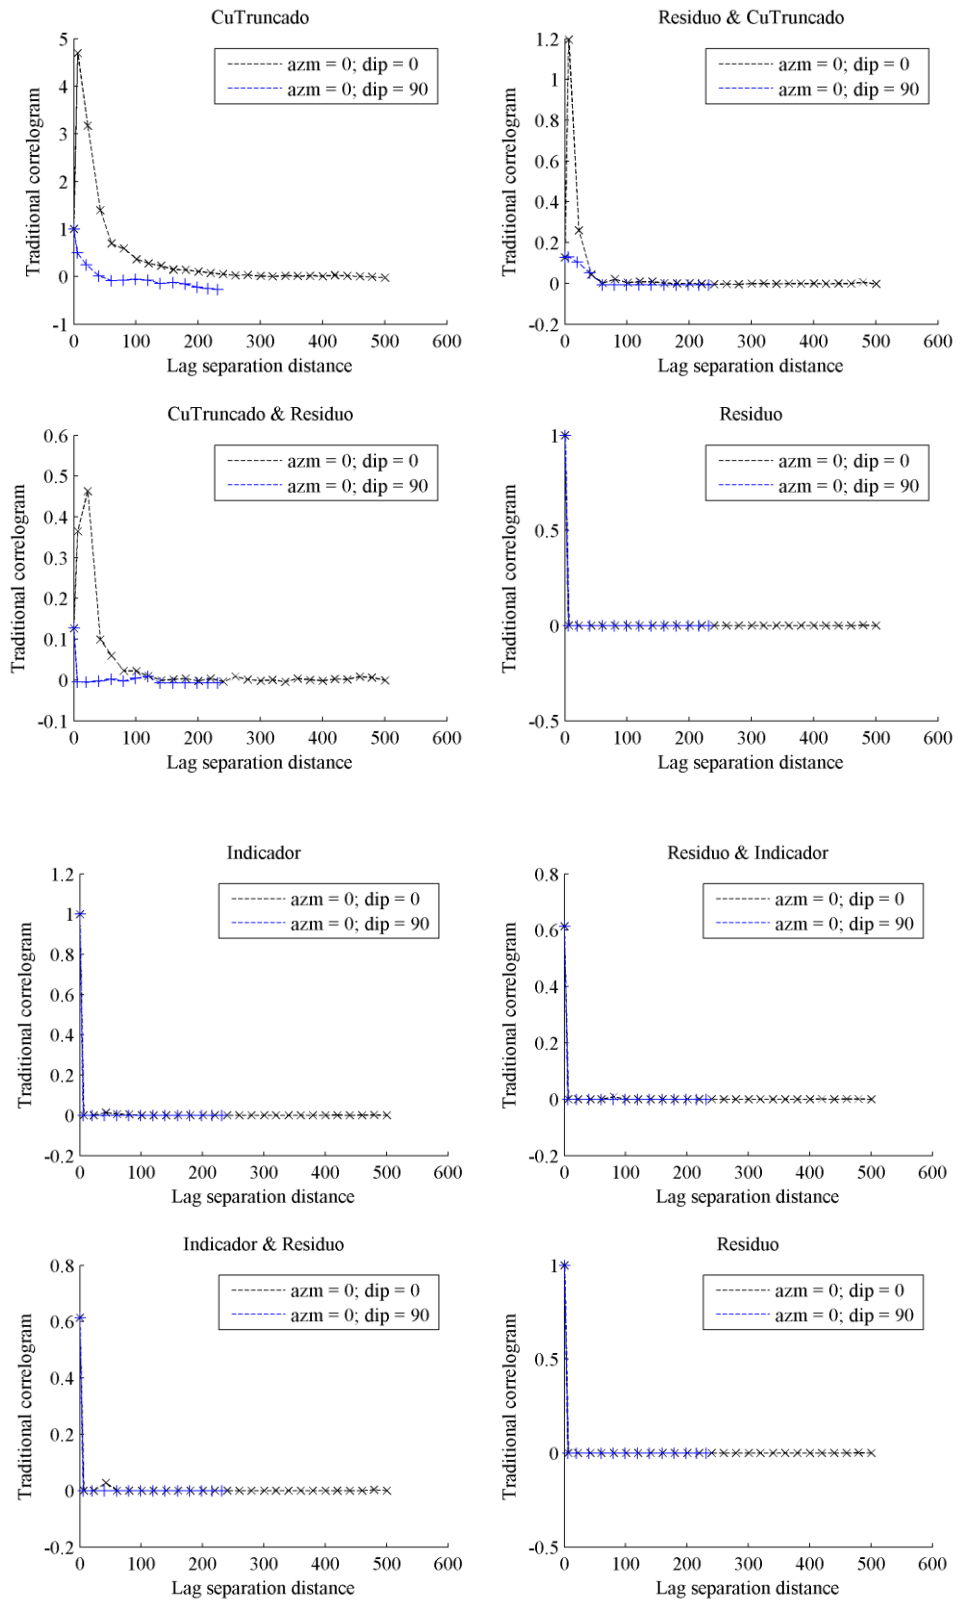 CuTruncado
5
4
3
2
1
0
-1
0
100
200
300
400
500
600
Traditional correlogram
Lag separation distance
azm = 0; dip = 0
azm = 0; dip = 90
Residuo & CuTruncado
1.2
1
0.8
0.6
0.4
0.2
0
-0.2
0
100
200
300
400
500
600
Traditional correlogram
Lag separation distance
azm = 0; dip = 0
azm = 0; dip = 90
CuTruncado & Residuo
0.6
0.5
0.4
0.3
0.2
0.1
0
-0.1
0
100
200
300
400
500
600
Traditional correlogram
Lag separation distance
azm = 0; dip = 0
azm = 0; dip = 90
Residuo
1
0.5
0
-0.5
0
100
200
300
400
500
600
Traditional correlogram
Lag separation distance
azm = 0; dip = 0
azm = 0; dip = 90
Indicador
1.2
1
0.8
0.6
0.4
0.2
0
-0.2
0
100
200
300
400
500
600
Traditional correlogram
Lag separation distance
azm = 0; dip = 0
azm = 0; dip = 90
Residuo & Indicador
0.8
0.6
0.4
0.2
0
-0.2
0
100
200
300
400
500
600
Traditional correlogram
Lag separation distance
azm = 0; dip = 0
azm = 0; dip = 90
Indicador & Residuo
0.8
0.6
0.4
0.2
0
-0.2
0
100
200
300
400
500
600
Traditional correlogram
Lag separation distance
azm = 0; dip = 0
azm = 0; dip = 90
Residuo
1
0.5
0
-0.5
0
100
200
300
400
500
600
Traditional correlogram
Lag separation distance
azm = 0; dip = 0
azm = 0; dip = 90